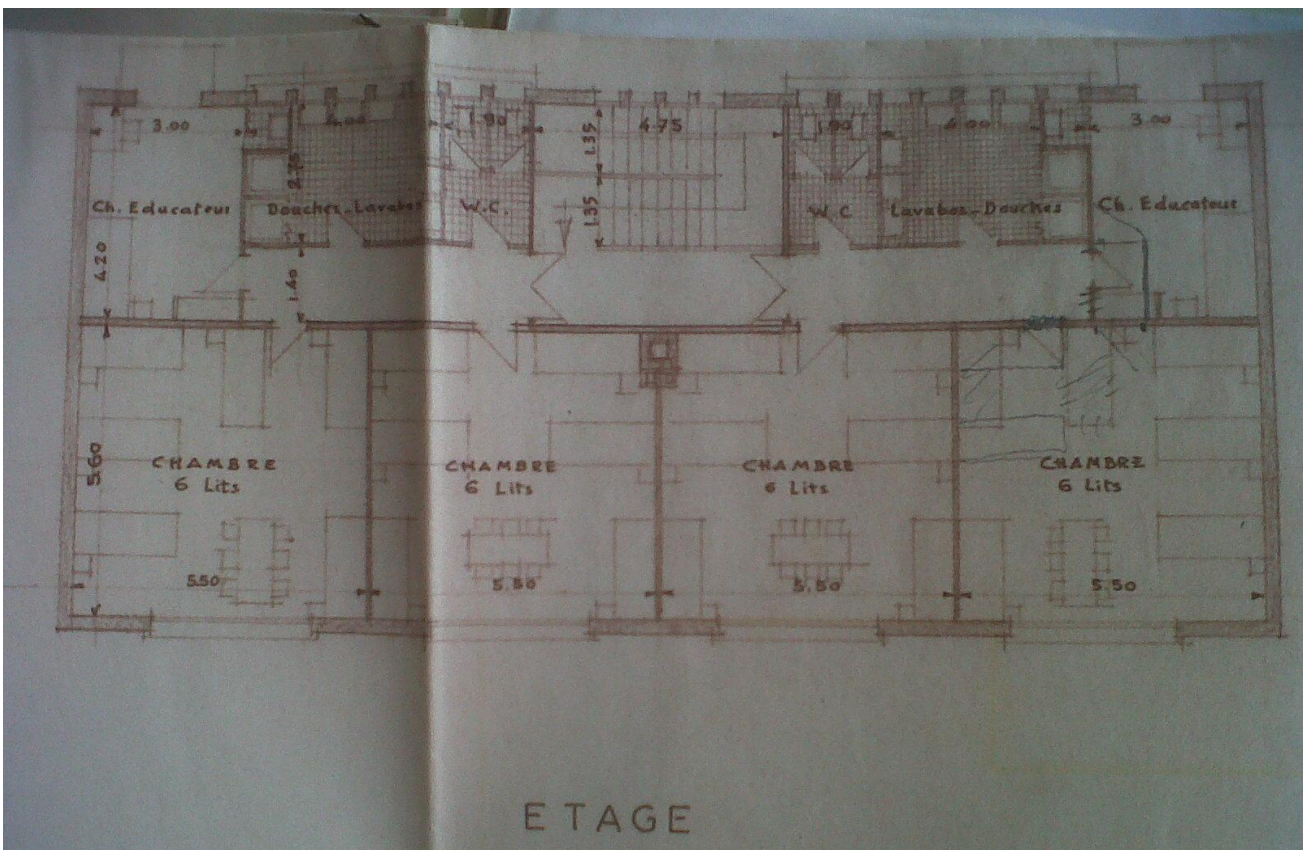 3.00
4.00
1.90
1.35
4.75
1.90
4.00
3.00
2.75
Ch. Educateur
Douches-Lavabos
W.C.
1.35
W.C
Lavabos-Douches
Ch. Educateur
4.20
1.40
CHAMBRE
6 Lits
CHAMBRE
6 Lits
CHAMBRE
6 Lits
CHAMBRE
6 Lits
5.60
5.50
5.50
5.50
5.50
ETAGE